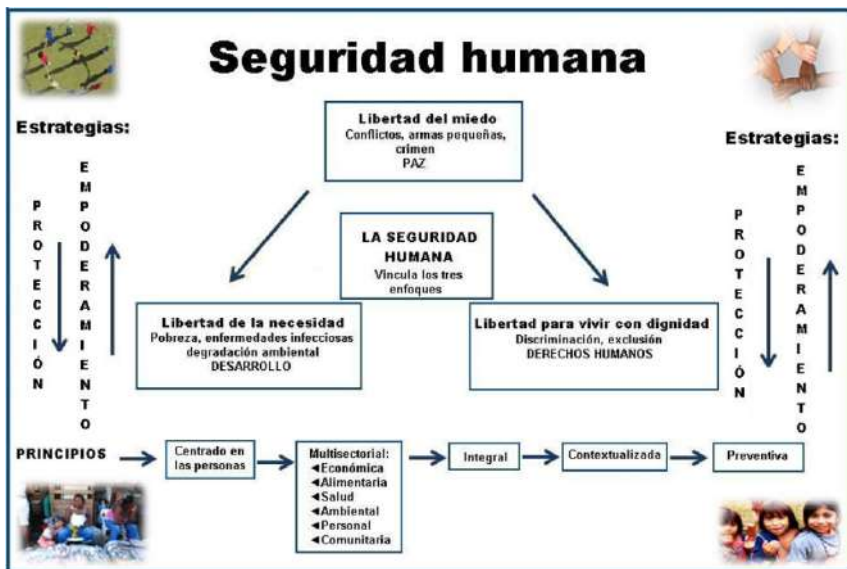 Seguridad humana
Estrategias:
PROTECCIÓN
EMPODERAMIENTO
Libertad del miedo
Conflictos, armas pequeñas,
crimen
PAZ
Estrategias:
PROTECCIÓN
EMPODERAMIENTO
LA SEGURIDAD
HUMANA
Vincula los tres
enfoques
Libertad de la necesidad
Pobreza, enfermedades infecciosas
degradación ambiental
DESARROLLO
Libertad para vivir con dignidad
Discriminación, exclusión
DERECHOS HUMANOS
PRINCIPIOS
Centrado en
las personas
Multisectorial:
Económica
Alimentaria
Salud
Ambiental
Personal
Comunitaria
Integral
Contextualizada
Preventiva